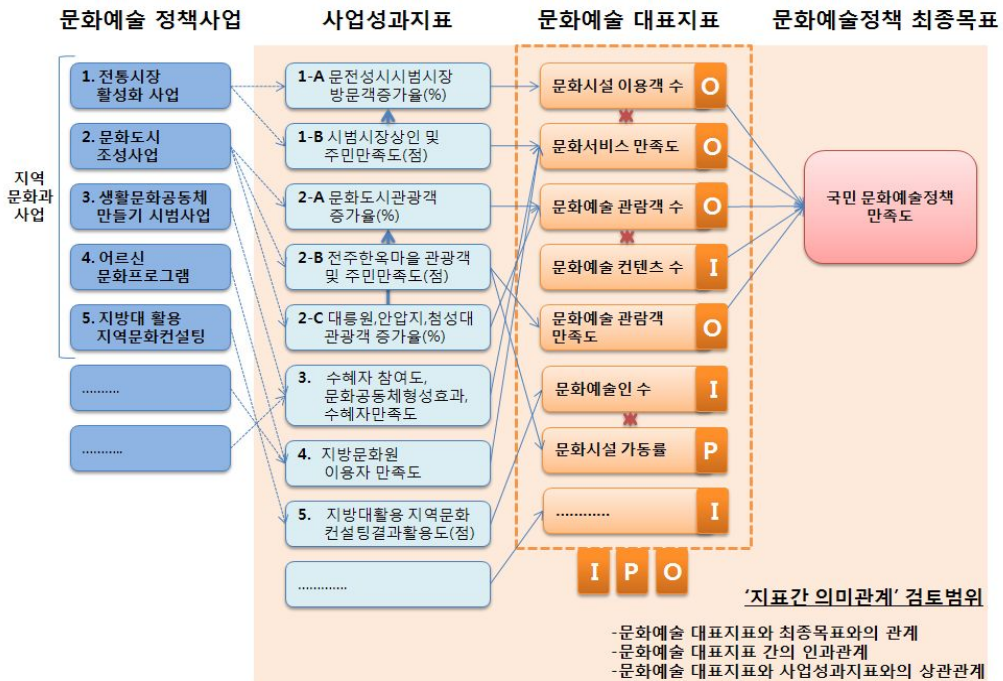 문화예술 정책사업
사업성과지표
문화예술 대표지표
문화예술정책 최종목표
지역
문화과
사업
1. 전통시장
활성화 사업
2. 문화도시
조성사업
3. 생활문화공동체
만들기 시범사업
4. 어르신
문화프로그램
5. 지방대 활용
지역문화컨설팅
..........
...........
1-A 문전성시시범시장
방문객증가율(%)
1-B 시범시장상인 및
주민만족도(점)
2-A 문화도시관광객
증가율(%)
2-B 전주한옥마을 관광객
및 주민만족도(점)
2-C 대릉원,안압지,첨성대
관광객 증가율(%)
3. 수혜자 참여도,
문화공동체형성효과,
수혜자만족도
4. 지방문화원
이용자 만족도
5. 지방대활용 지역문화
컨설팅결과활용도(점)
.............
문화시설 이용객 수 O
문화서비스 만족도 O
문화예술 관람객 수 O
문화예술 컨텐츠 수 I
문화예술 관람객
만족도 O
문화예술인 수 I
문화시설 가동률 P
............ I
I P O
국민 문화예술정책
만족도
‘지표간 의미관계’ 검토범위
-문화예술 대표지표와 최종목표와의 관계
-문화예술 대표지표 간의 인과관계
-문화예술 대표지표와 사업성과지표와의 상관관계